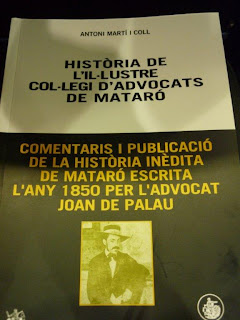 ANTONI MARTÍ I COLL
HISTÒRIA DE
L'IL·LUSTRE
COL·LEGI D'ADVOCATS
DE MATARÓ
COMENTARIS I PUBLICACIÓ
DE LA HISTÒRIA INÈDITA
DE MATARÓ ESCRITA
L'ANY 1850 PER L'ADVOCAT
JOAN DE PALAU